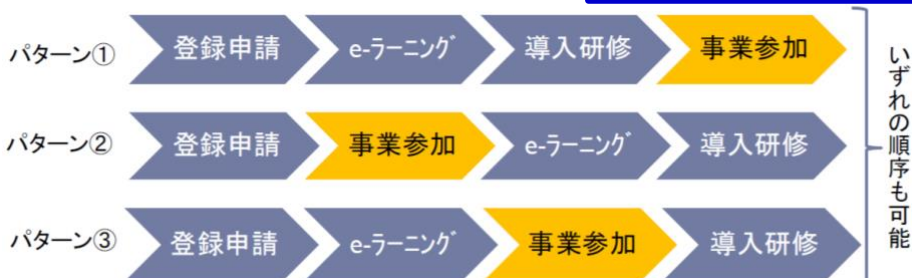 パターン① 登録申請 e-ラーニング 導入研修 事業参加
パターン② 登録申請 事業参加 e-ラーニング 導入研修
パターン③ 登録申請 e-ラーニング 事業参加 導入研修
いずれの順序も可能